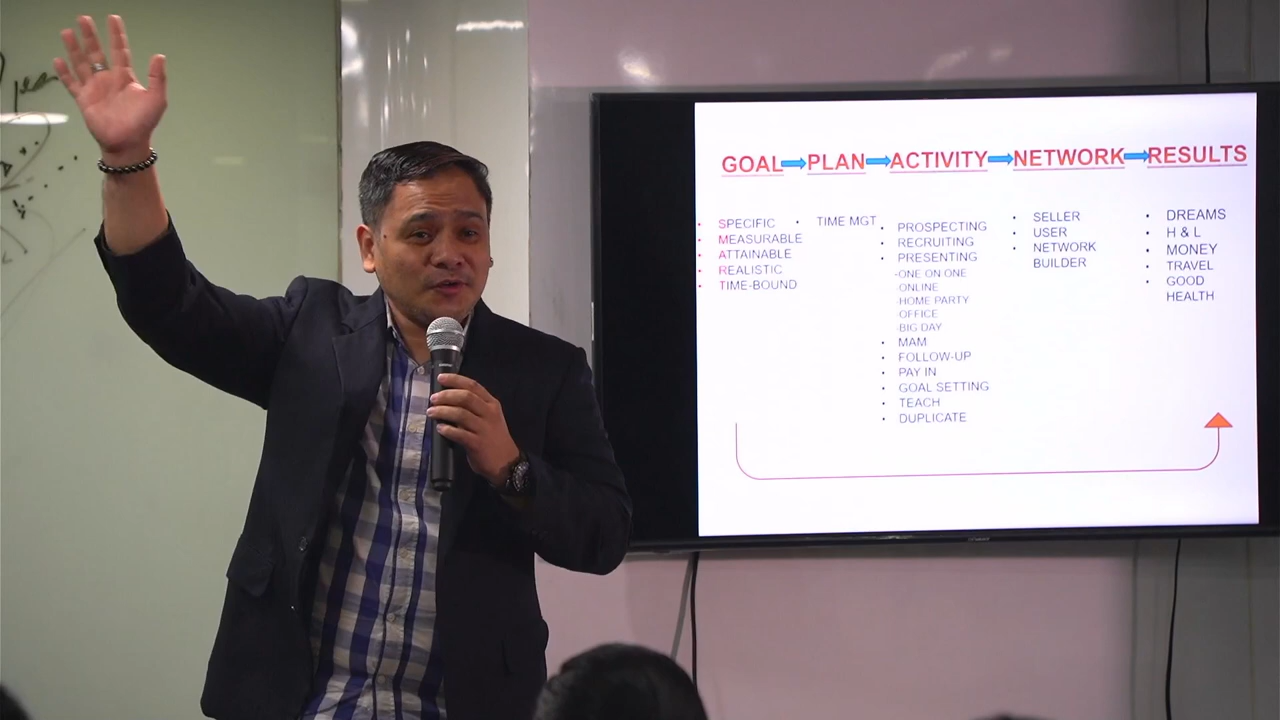 GOAL PLAN ACTIVITY NETWORK RESULTS
• SPECIFIC
• MEASURABLE
• ATTAINABLE
• REALISTIC
• TIME-BOUND
• TIME MGT
• PROSPECTING
• RECRUITING
• PRESENTING
-ONE ON ONE
-ONLINE
-HOME PARTY
OFFICE
-BIG DAY
• MAM
• FOLLOW-UP
• PAY IN
• GOAL SETTING
• TEACH
• DUPLICATE
• SELLER
• USER
• NETWORK
BUILDER
• DREAMS
• H & L
• MONEY
• TRAVEL
• GOOD
HEALTH